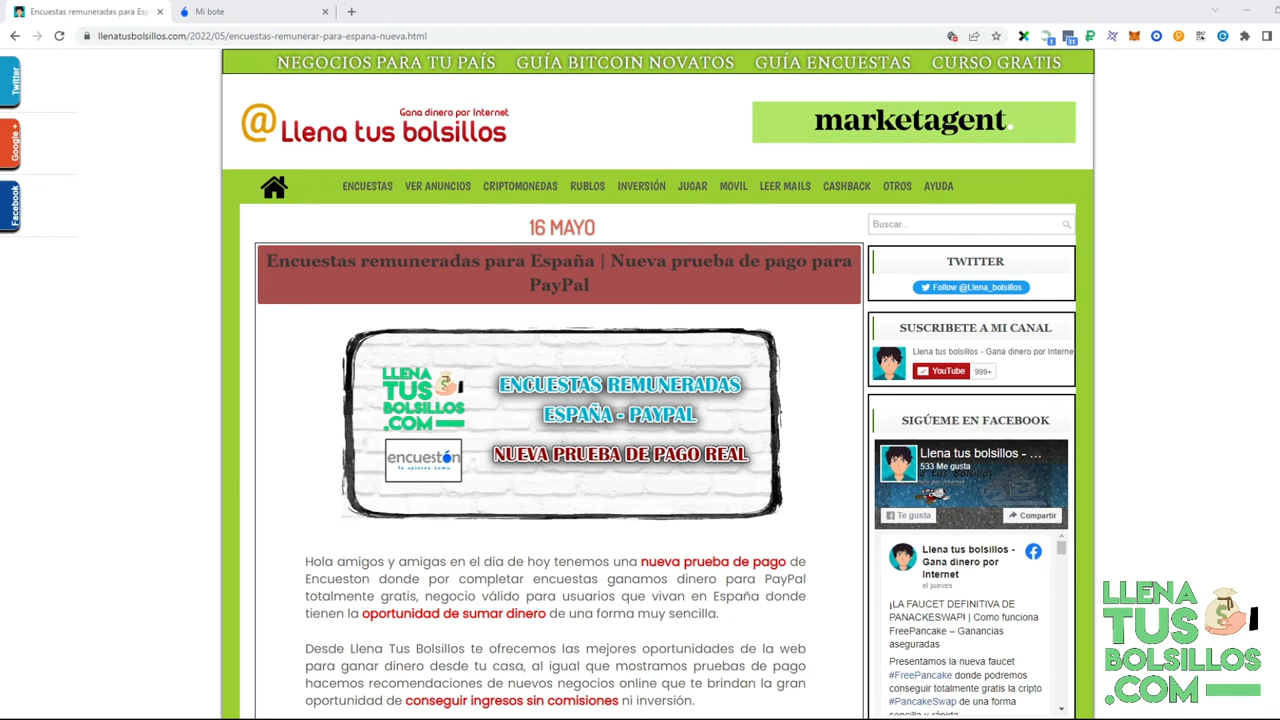 Encuestas remuneradas para Esp
Mi bote
llenatusbolsillos.com/2022/05/encuestas-remunerar-para-espana-nueva.html
1
31
Twitter
Google +
Facebook
NEGOCIOS PARA TU PAÍS GUÍA BITCOIN NOVATOS GUÍA ENCUESTAS CURSO GRATIS
Gana dinero por Internet
@Llena tus bolsillos
marketagent.
ENCUESTAS VER ANUNCIOS CRIPTOMONEDAS RUBLOS INVERSIÓN JUGAR MOVIL LEER MAILS CASHBACK OTROS AYUDA
16 MAYO
Encuestas remuneradas para España | Nueva prueba de pago para
PayPal
LLENA
TUS
BOLSILLOS
.COM
encuestón
tu opinión suma
ENCUESTAS REMUNERADAS
ESPAÑA - PAYPAL
NUEVA PRUEBA DE PAGO REAL
Hola amigos y amigas en el día de hoy tenemos una nueva prueba de pago de
Encueston donde por completar encuestas ganamos dinero para PayPal
totalmente gratis, negocio válido para usuarios que vivan en España donde
tienen la oportunidad de sumar dinero de una forma muy sencilla.
Desde Llena Tus Bolsillos te ofrecemos las mejores oportunidades de la web
para ganar dinero desde tu casa, al igual que mostramos pruebas de pago
hacemos recomendaciones de nuevos negocios online que te brindan la gran
oportunidad de conseguir ingresos sin comisiones ni inversión.
Buscar...
TWITTER
Follow @Llena_bolsillos
SUSCRIBETE A MI CANAL
Llena tus bolsillos - Gana dinero por Interne
YouTube 999+
SIGÚEME EN FACEBOOK
Llena tus bolsillos - ...
533 Me gusta
Te gusta
Compartir
Llena tus bolsillos -
Gana dinero por
internet
el jueves
¡LA FAUCET DEFINITIVA DE
PANACKESWAP! | Como funciona
FreePancake – Ganancias
aseguradas
Presentamos la nueva faucet
#FreePancake donde podremos
conseguir totalmente gratis la cripto
#PancakeSwap de una forma
sencilla y rápida
LLENA
TUS
BOLSILLOS
.COM